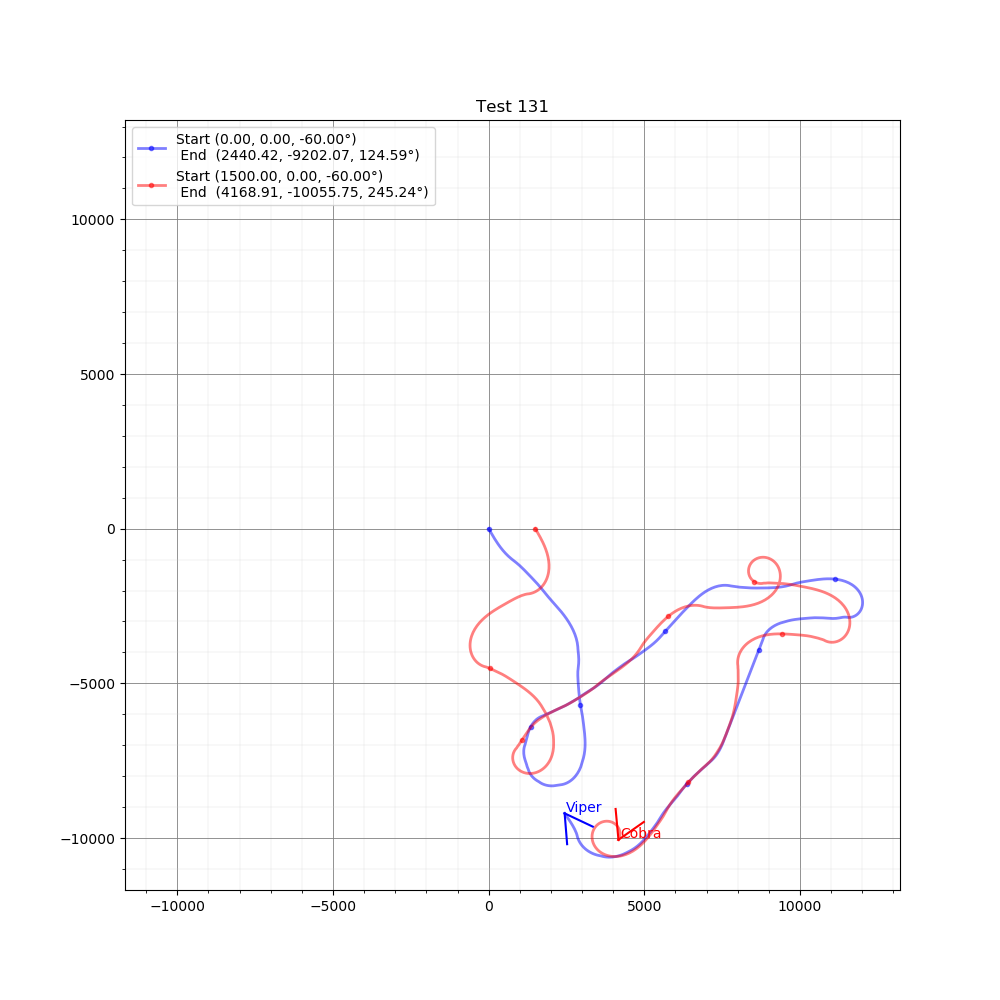 Test 131
Start (0.00, 0.00, -60.00°)
End  (2440.42, -9202.07, 124.59°)
Start (1500.00, 0.00, -60.00°)
End  (4168.91, -10055.75, 245.24°)
10000
5000
0
−5000
−10000
Viper
Cobra
−10000
−5000
0
5000
10000